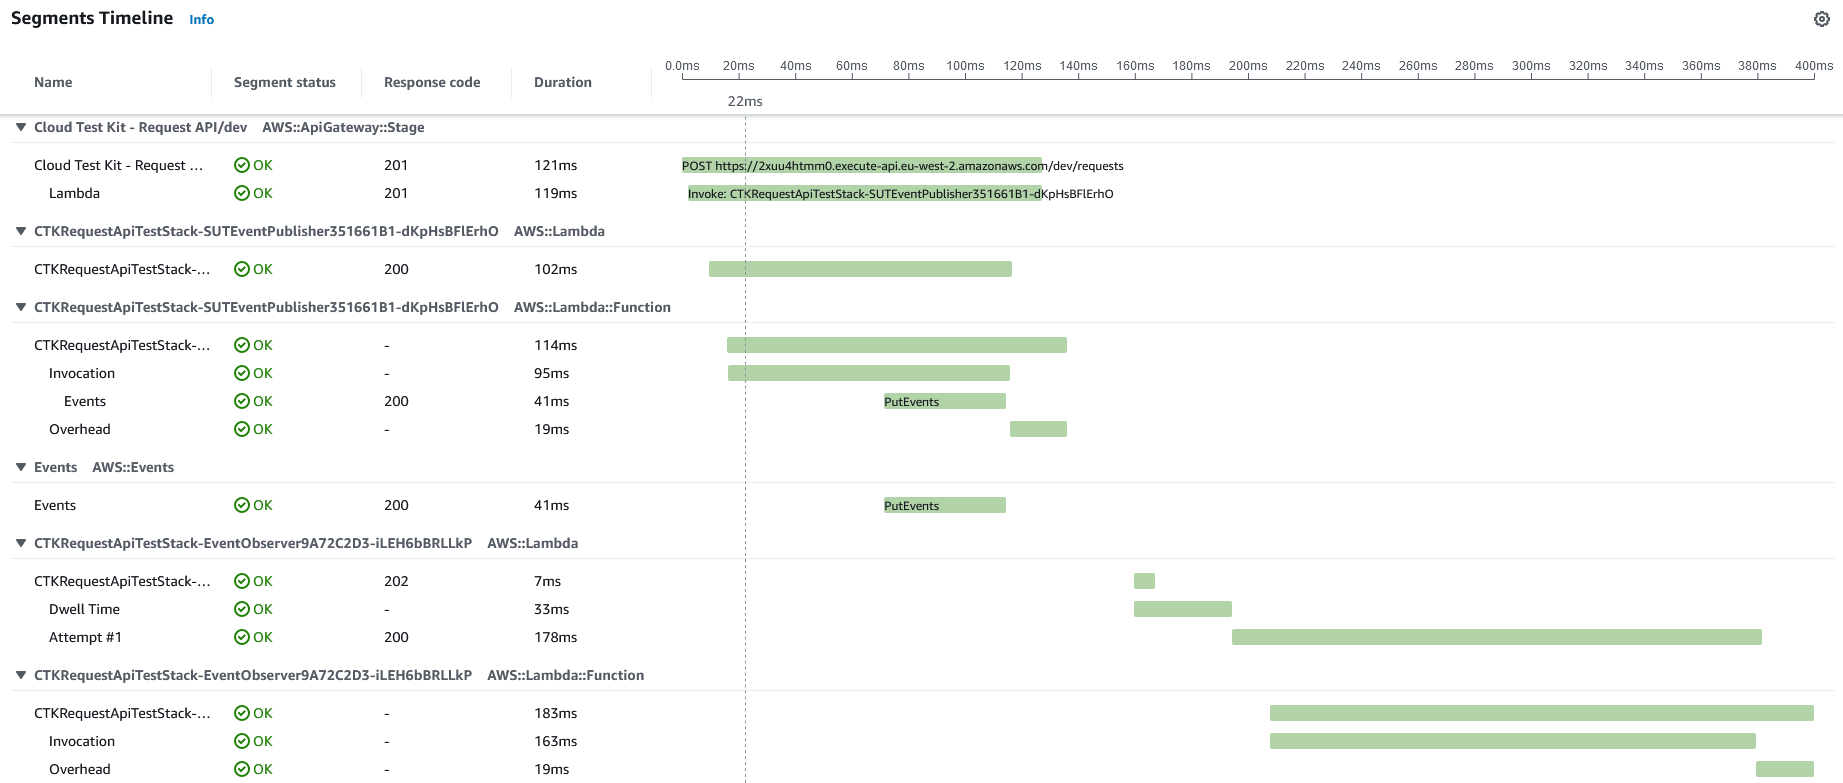 Segments Timeline Info
0.0ms 20ms 40ms 60ms 80ms 100ms 120ms 140ms 160ms 180ms 200ms 220ms 240ms 260ms 280ms 300ms 320ms 340ms 360ms 380ms 400ms
Name Segment status Response code Duration
22ms
Cloud Test Kit - Request API/dev AWS::ApiGateway::Stage
Cloud Test Kit - Request ... OK 201 121ms POST https://2xuu4htmm0.execute-api.eu-west-2.amazonaws.com/dev/requests
Lambda OK 201 119ms Invoke: CTKRequestApiTestStack-SUTEventPublisher351661B1-dKpHsBFlErhO
CTKRequestApiTestStack-SUTEventPublisher351661B1-dKpHsBFlErhO AWS::Lambda
CTKRequestApiTestStack-... OK 200 102ms
CTKRequestApiTestStack-SUTEventPublisher351661B1-dKpHsBFlErhO AWS::Lambda::Function
CTKRequestApiTestStack-... OK - 114ms
Invocation OK - 95ms
Events OK 200 41ms PutEvents
Overhead OK - 19ms
Events AWS::Events
Events OK 200 41ms PutEvents
CTKRequestApiTestStack-EventObserver9A72C2D3-iLEH6bBRLLkP AWS::Lambda
CTKRequestApiTestStack-... OK 202 7ms
Dwell Time OK - 33ms
Attempt #1 OK 200 178ms
CTKRequestApiTestStack-EventObserver9A72C2D3-iLEH6bBRLLkP AWS::Lambda::Function
CTKRequestApiTestStack-... OK - 183ms
Invocation OK - 163ms
Overhead OK - 19ms